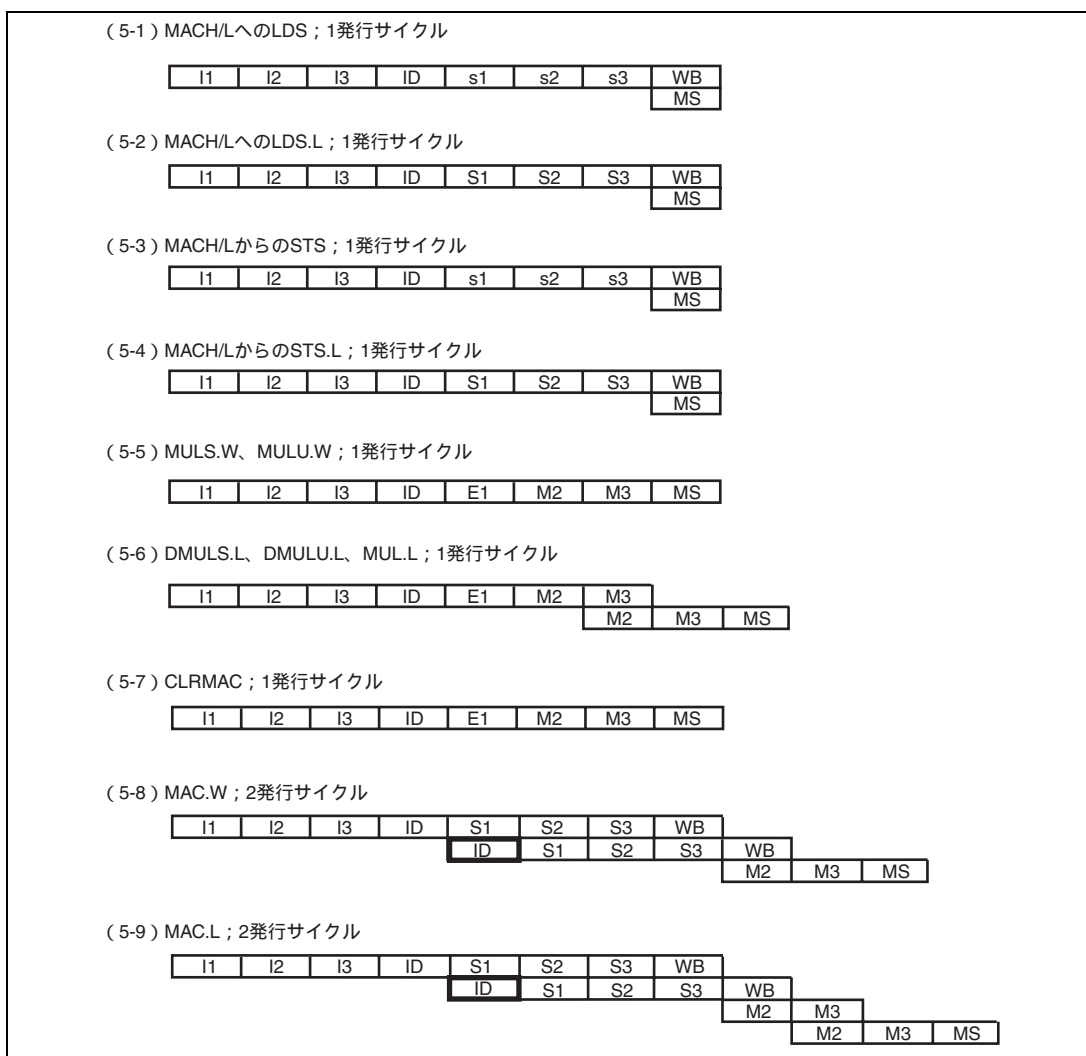 （5-1）MACH/LへのLDS；1発行サイクル
I1 I2 I3 ID s1 s2 s3 WB
MS
（5-2）MACH/LへのLDS.L；1発行サイクル
I1 I2 I3 ID S1 S2 S3 WB
MS
（5-3）MACH/LからのSTS；1発行サイクル
I1 I2 I3 ID s1 s2 s3 WB
MS
（5-4）MACH/LからのSTS.L；1発行サイクル
I1 I2 I3 ID S1 S2 S3 WB
MS
（5-5）MULS.W、MULU.W；1発行サイクル
I1 I2 I3 ID E1 M2 M3 MS
（5-6）DMULS.L、DMULU.L、MUL.L；1発行サイクル
I1 I2 I3 ID E1 M2 M3
M2 M3 MS
（5-7）CLRMAC；1発行サイクル
I1 I2 I3 ID E1 M2 M3 MS
（5-8）MAC.W；2発行サイクル
I1 I2 I3 ID S1 S2 S3 WB
ID S1 S2 S3 WB
M2 M3 MS
（5-9）MAC.L；2発行サイクル
I1 I2 I3 ID S1 S2 S3 WB
ID S1 S2 S3 WB
M2 M3
M2 M3 MS